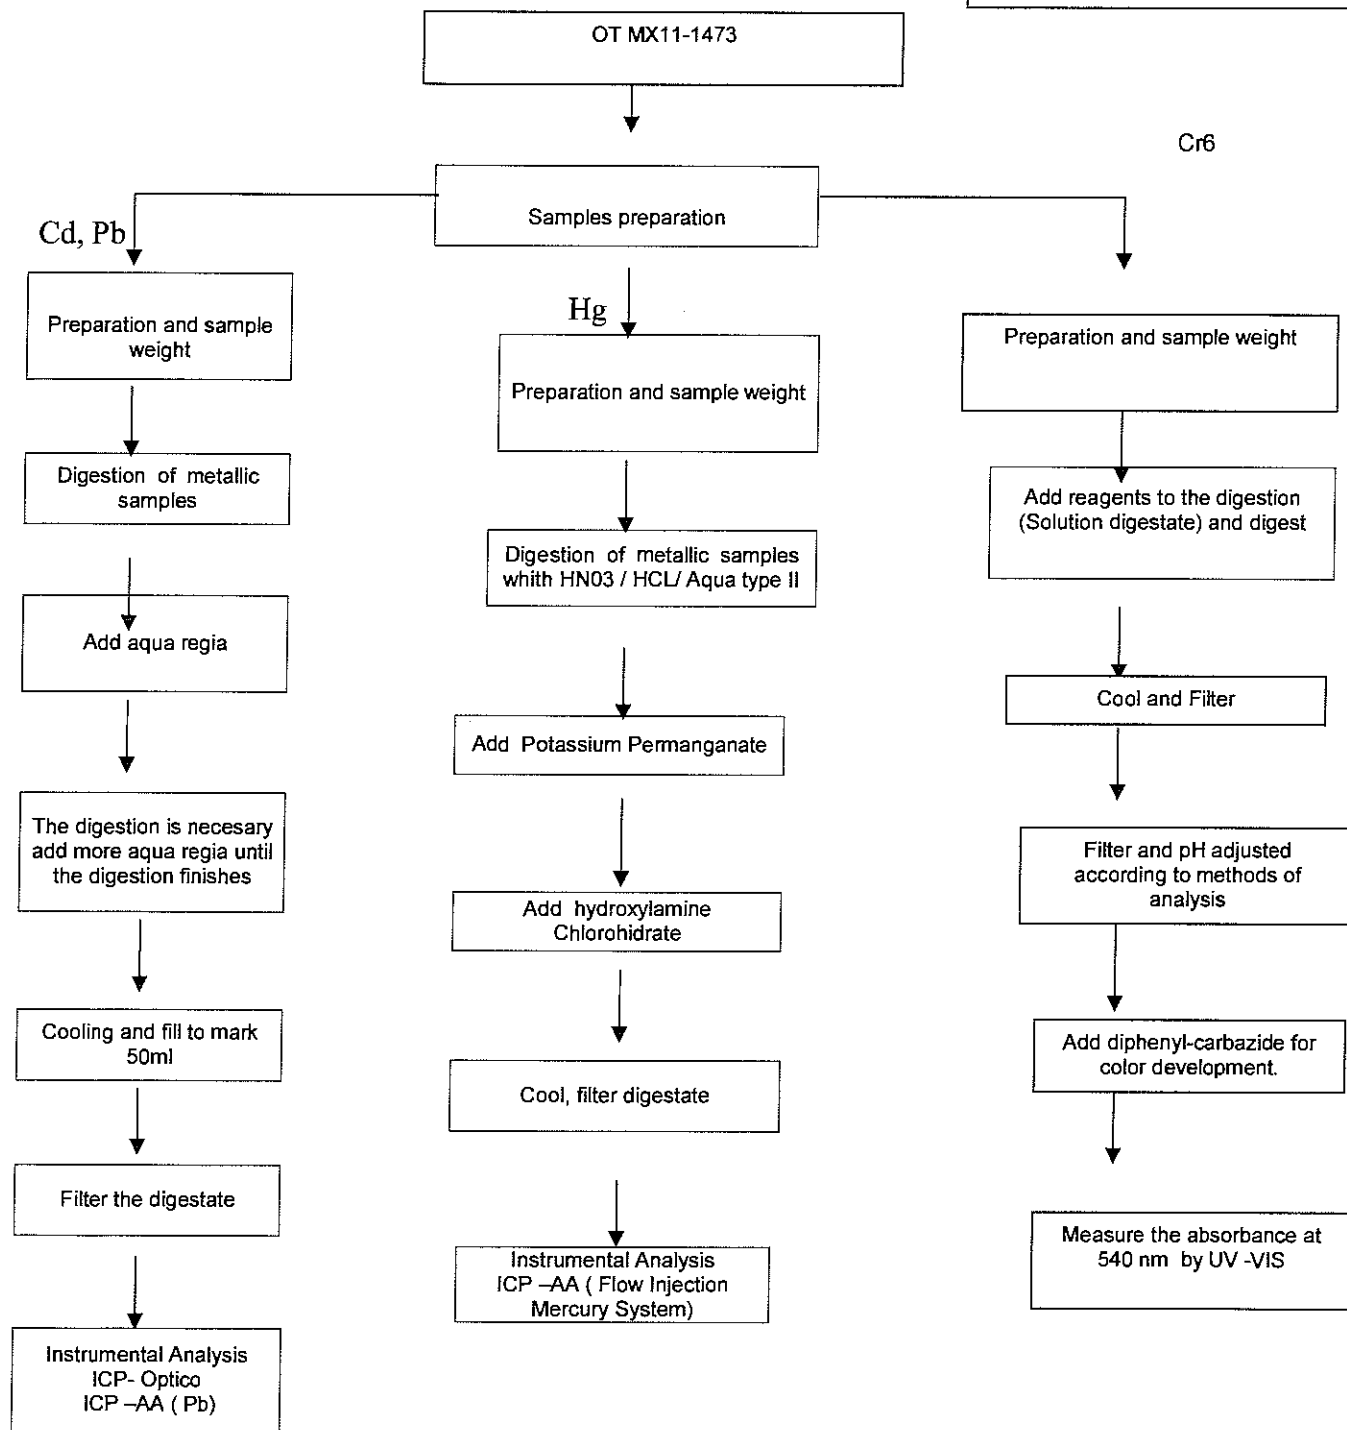 OT MX11-1473
Samples preparation
Cd, Pb
Preparation and sample
weight
Digestion of metallic
samples
Add aqua regia
The digestion is necesary
add more aqua regia until
the digestion finishes
Cooling and fill to mark
50ml
Filter the digestate
Instrumental Analysis
ICP- Optico
ICP –AA ( Pb)
Hg
Preparation and sample weight
Digestion of metallic samples
whith HN03 / HCL/ Aqua type II
Add Potassium Permanganate
Add hydroxylamine
Chlorohidrate
Cool, filter digestate
Instrumental Analysis
ICP –AA ( Flow Injection
Mercury System)
Cr6
Preparation and sample weight
Add reagents to the digestion
(Solution digestate) and digest
Cool and Filter
Filter and pH adjusted
according to methods of
analysis
Add diphenyl-carbazide for
color development.
Measure the absorbance at
540 nm by UV -VIS